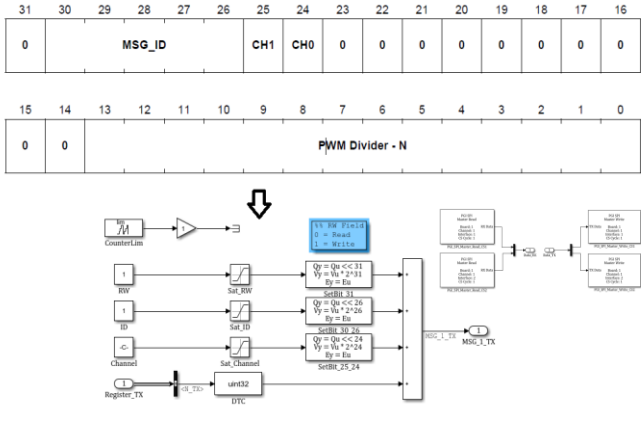 31 30 29 28 27 26 25 24 23 22 21 20 19 18 17 16
0 MSG_ID CH1 CH0 0 0 0 0 0 0 0 0
15 14 13 12 11 10 9 8 7 6 5 4 3 2 1 0
0 0 PWM Divider - N
lim
CounterLim
1
%% RW Field
0 = Read
1 = Write
1
RW
Sat_RW
Qy = Qu << 31
Vy = Vu * 2^31
Ey = Eu
SetBit_31
1
ID
Sat_ID
Qy = Qu << 26
Vy = Vu * 2^26
Ey = Eu
SetBit_30_26
-C-
Channel
Sat_Channel
Qy = Qu << 24
Vy = Vu * 2^24
Ey = Eu
SetBit_25_24
1
Register_TX
<N_TX>
uint32
DTC
MSG_1_TX
1
MSG_1_TX